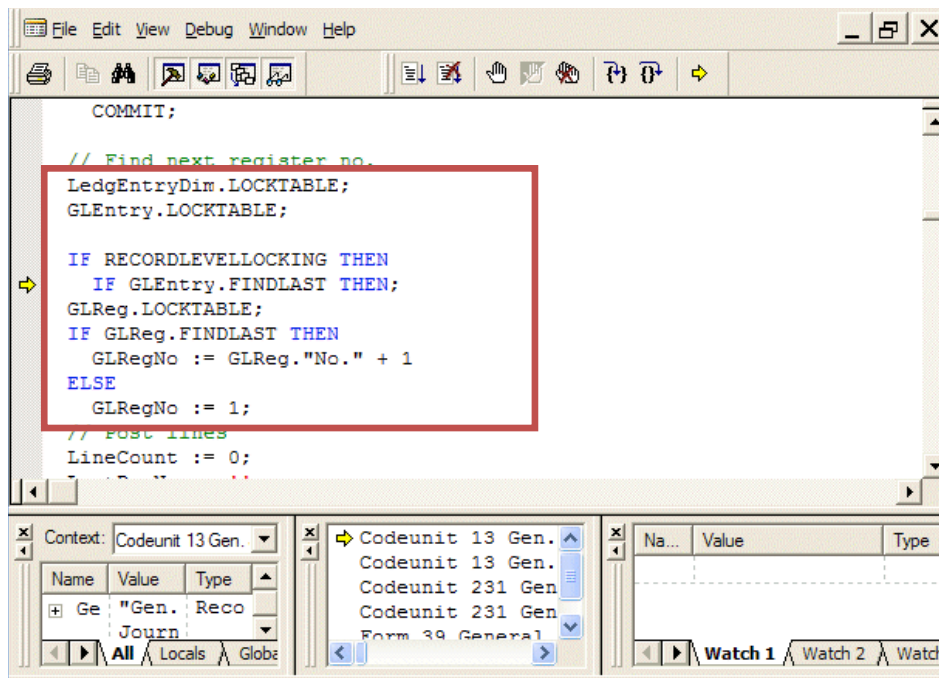 File Edit View Debug Window Help
COMMIT;
// Find next register no.
LedgEntryDim.LOCKTABLE;
GLEntry.LOCKTABLE;
IF RECORDLEVELLOCKING THEN
IF GLEntry.FINDLAST THEN;
GLReg.LOCKTABLE;
IF GLReg.FINDLAST THEN
GLRegNo := GLReg."No." + 1
ELSE
GLRegNo := 1;
// Post lines
LineCount := 0;
Context: Codeunit 13 Gen.
Name Value Type
Ge "Gen. Reco
Journ
All Locals Globa
Codeunit 13 Gen.
Codeunit 13 Gen.
Codeunit 231 Gen
Codeunit 231 Gen
Form 39 General
Na... Value Type
Watch 1 Watch 2 Watch